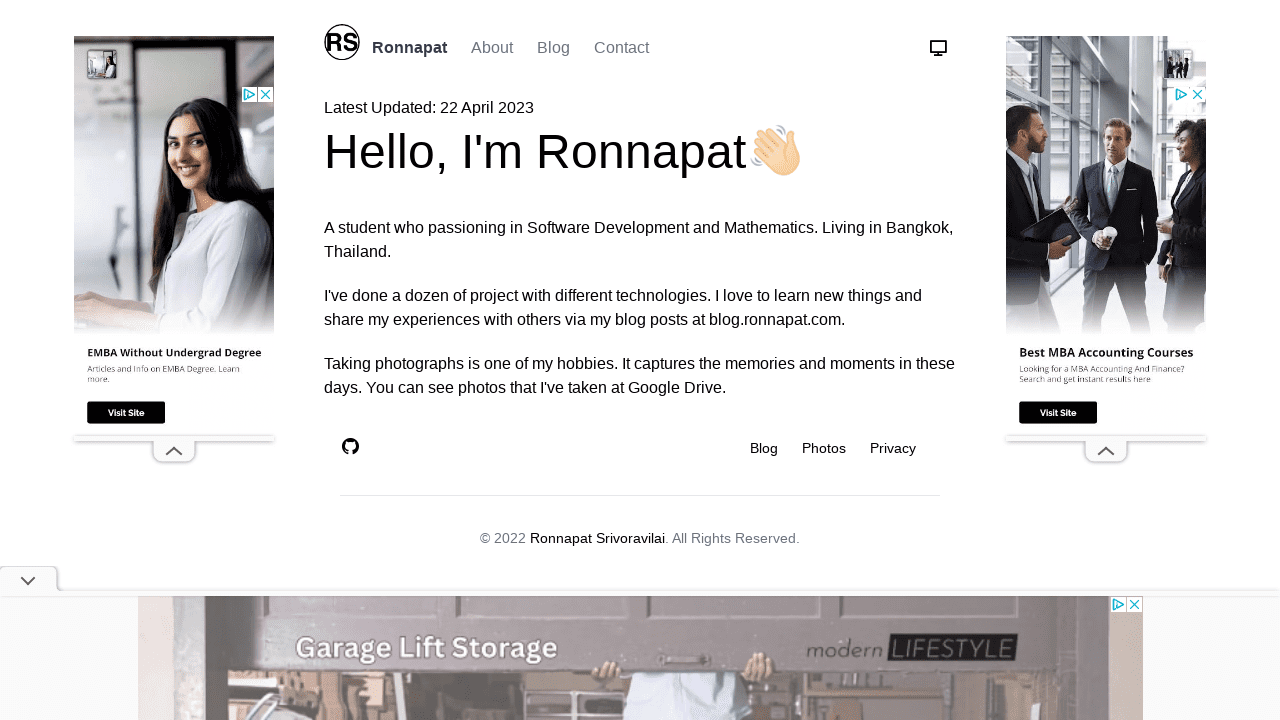 RS Ronnapat About Blog Contact
Latest Updated: 22 April 2023
Hello, I'm Ronnapat
A student who passioning in Software Development and Mathematics. Living in Bangkok,
Thailand.
I've done a dozen of project with different technologies. I love to learn new things and
share my experiences with others via my blog posts at blog.ronnapat.com.
Taking photographs is one of my hobbies. It captures the memories and moments in these
days. You can see photos that I've taken at Google Drive.
Blog Photos Privacy
© 2022 Ronnapat Srivoravilai. All Rights Reserved.
EMBA Without Undergrad Degree
Articles and Info on EMBA Degree. Learn
more.
Visit Site
Best MBA Accounting Courses
Looking for a MBA Accounting And Finance?
Search and get instant results here
Visit Site
Garage Lift Storage
modern LIFESTYLE